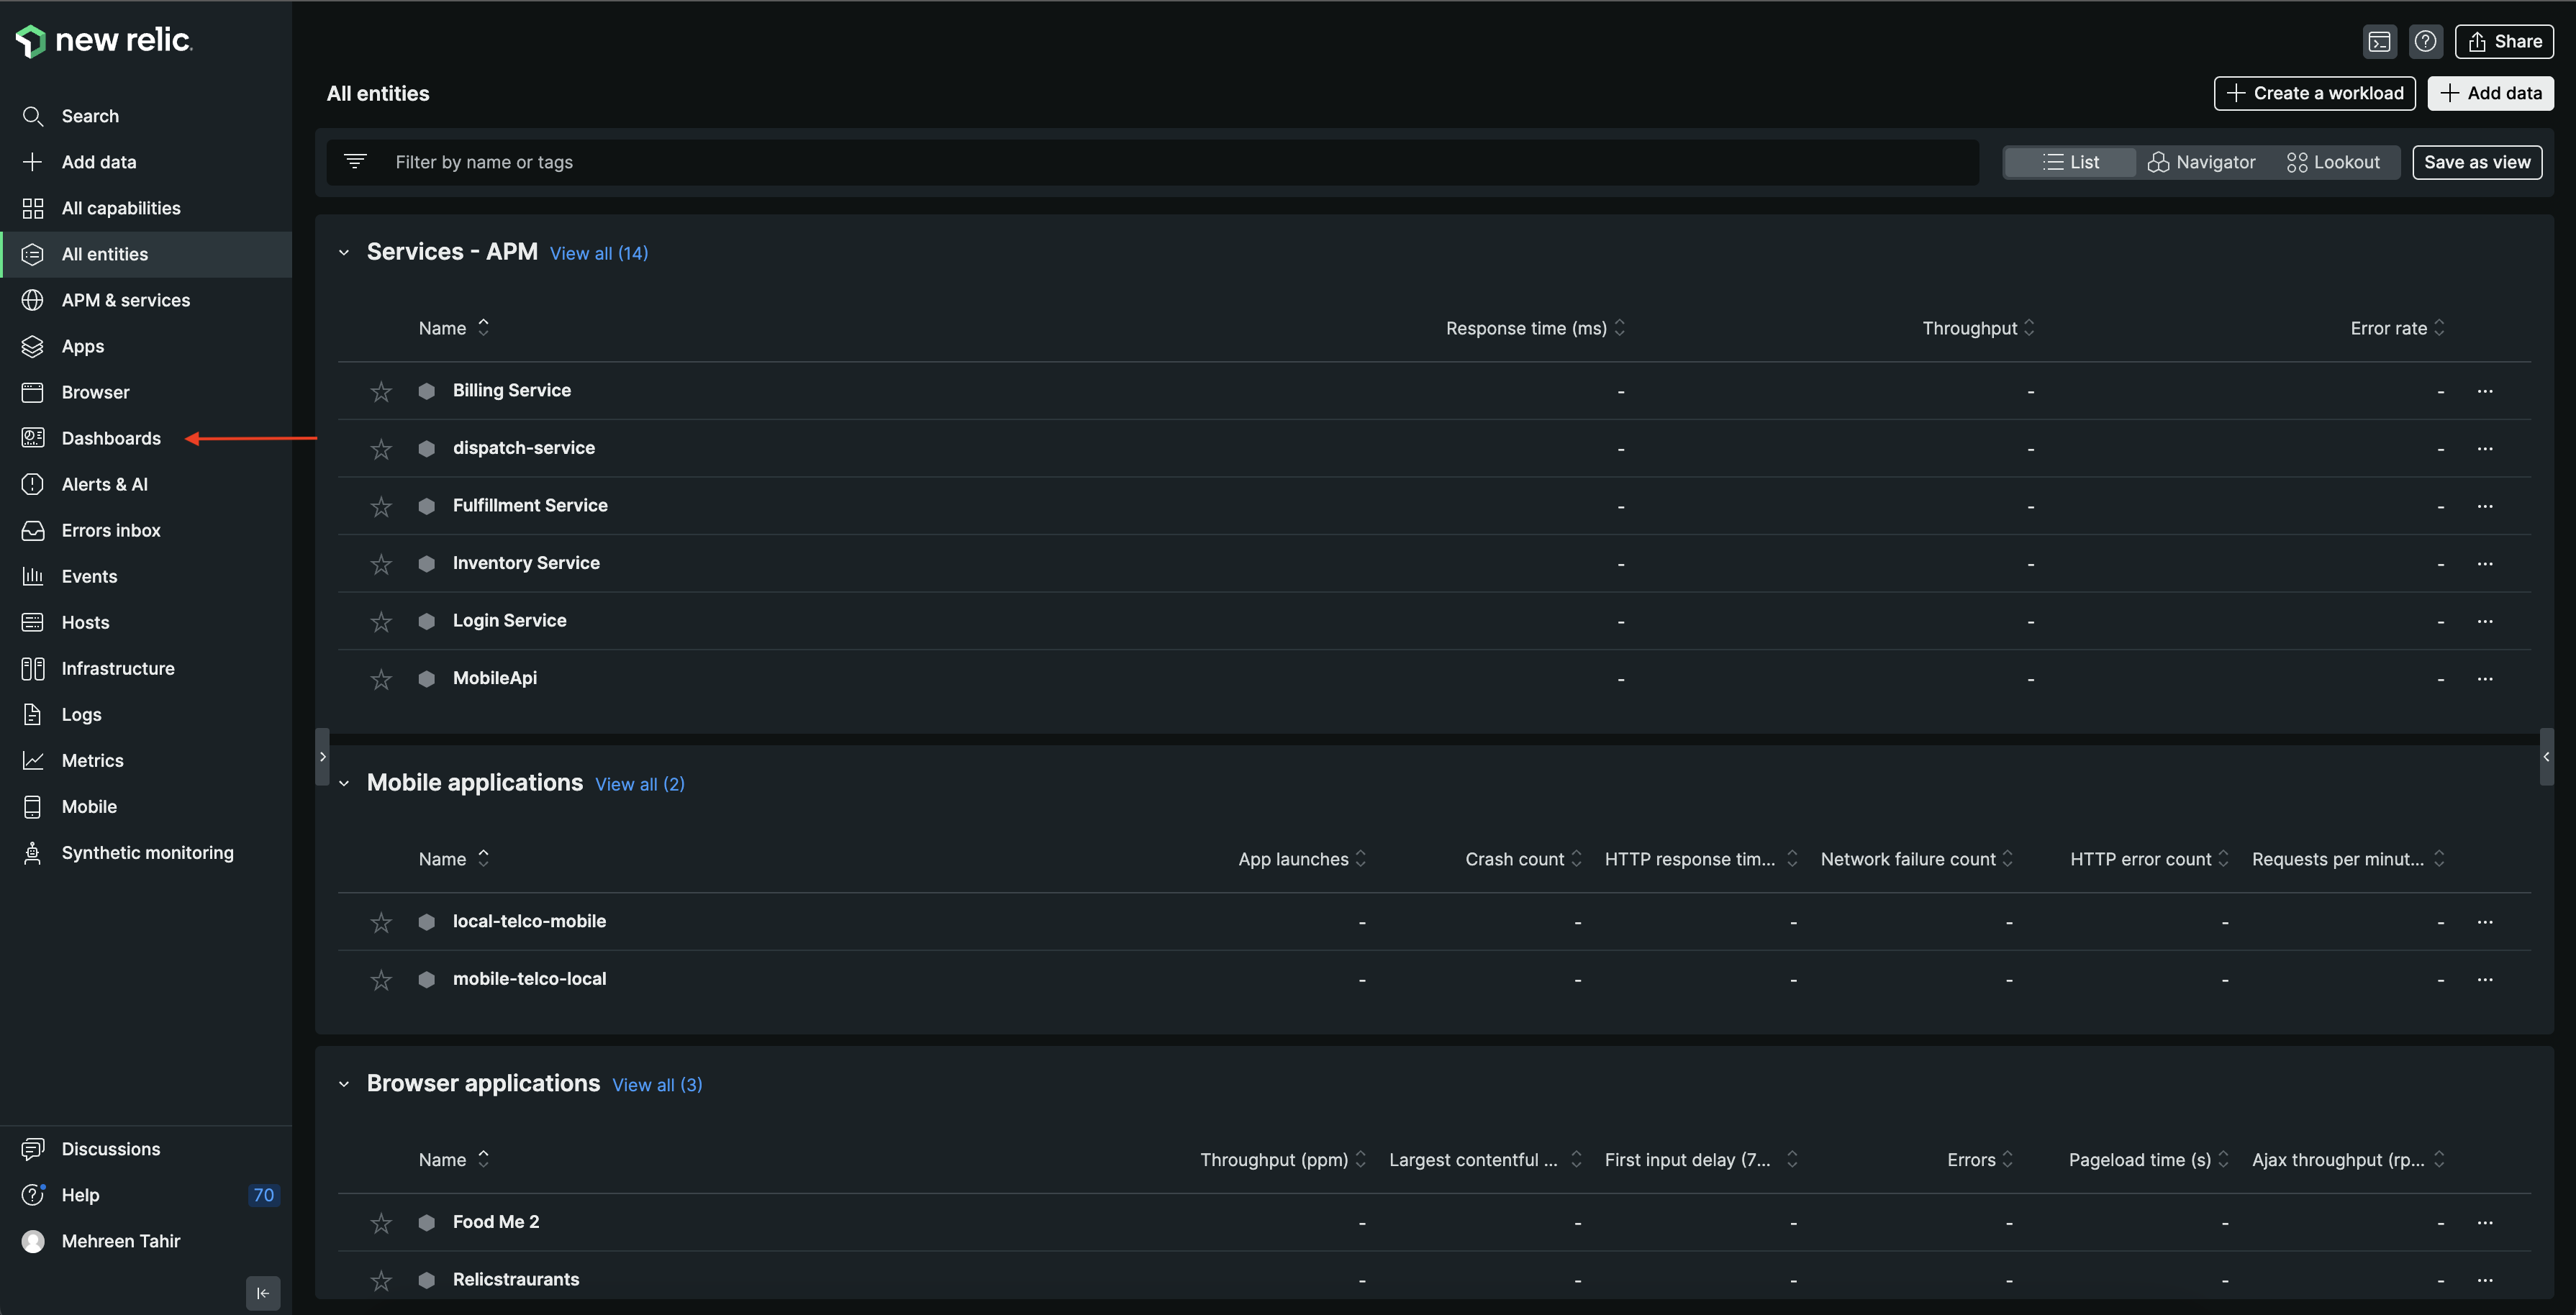 new relic.
Search
Add data
All capabilities
All entities
APM & services
Apps
Browser
Dashboards
Alerts & AI
Errors inbox
Events
Hosts
Infrastructure
Logs
Metrics
Mobile
Synthetic monitoring
Discussions
Help 70
Mehreen Tahir
Share
All entities Create a workload Add data
Filter by name or tags List Navigator Lookout Save as view
Services - APM View all (14)
Name Response time (ms) Throughput Error rate
Billing Service - - - ...
dispatch-service - - - ...
Fulfillment Service - - - ...
Inventory Service - - - ...
Login Service - - - ...
MobileApi - - - ...
Mobile applications View all (2)
Name App launches Crash count HTTP response tim... Network failure count HTTP error count Requests per minut...
local-telco-mobile - - - - - - ...
mobile-telco-local - - - - - - ...
Browser applications View all (3)
Name Throughput (ppm) Largest contentful ... First input delay (7... Errors Pageload time (s) Ajax throughput (rp...
Food Me 2 - - - - - - ...
Relicstraurants - - - - - - ...